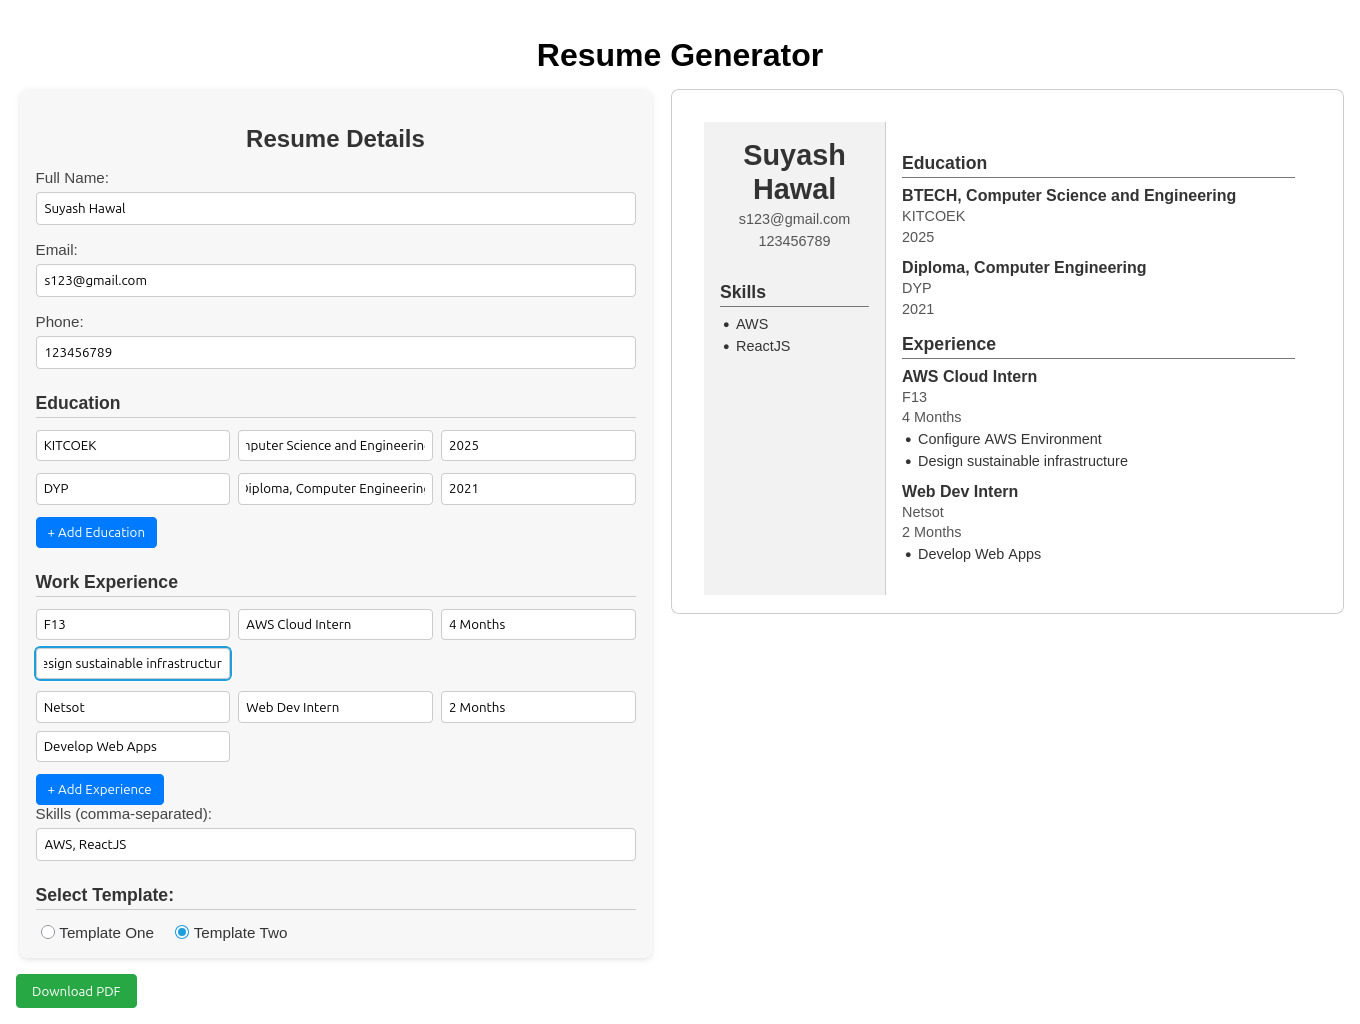 Resume Generator
Resume Details
Full Name:
Suyash Hawal
Email:
s123@gmail.com
Phone:
123456789
Education
KITCOEK
Science and Engineerin
2025
DYP
Computer Engineerin
2021
+ Add Education
Work Experience
F13
AWS Cloud Intern
4 Months
sustainable infrastructur
Netsot
Web Dev Intern
2 Months
Develop Web Apps
+ Add Experience
Skills (comma-separated):
AWS, ReactJS
Select Template:
Template One
Template Two
Download PDF
Suyash
Hawal
s123@gmail.com
123456789
Skills
• AWS
• ReactJS
Education
BTECH, Computer Science and Engineering
KITCOEK
2025
Diploma, Computer Engineering
DYP
2021
Experience
AWS Cloud Intern
F13
4 Months
• Configure AWS Environment
• Design sustainable infrastructure
Web Dev Intern
Netsot
2 Months
• Develop Web Apps